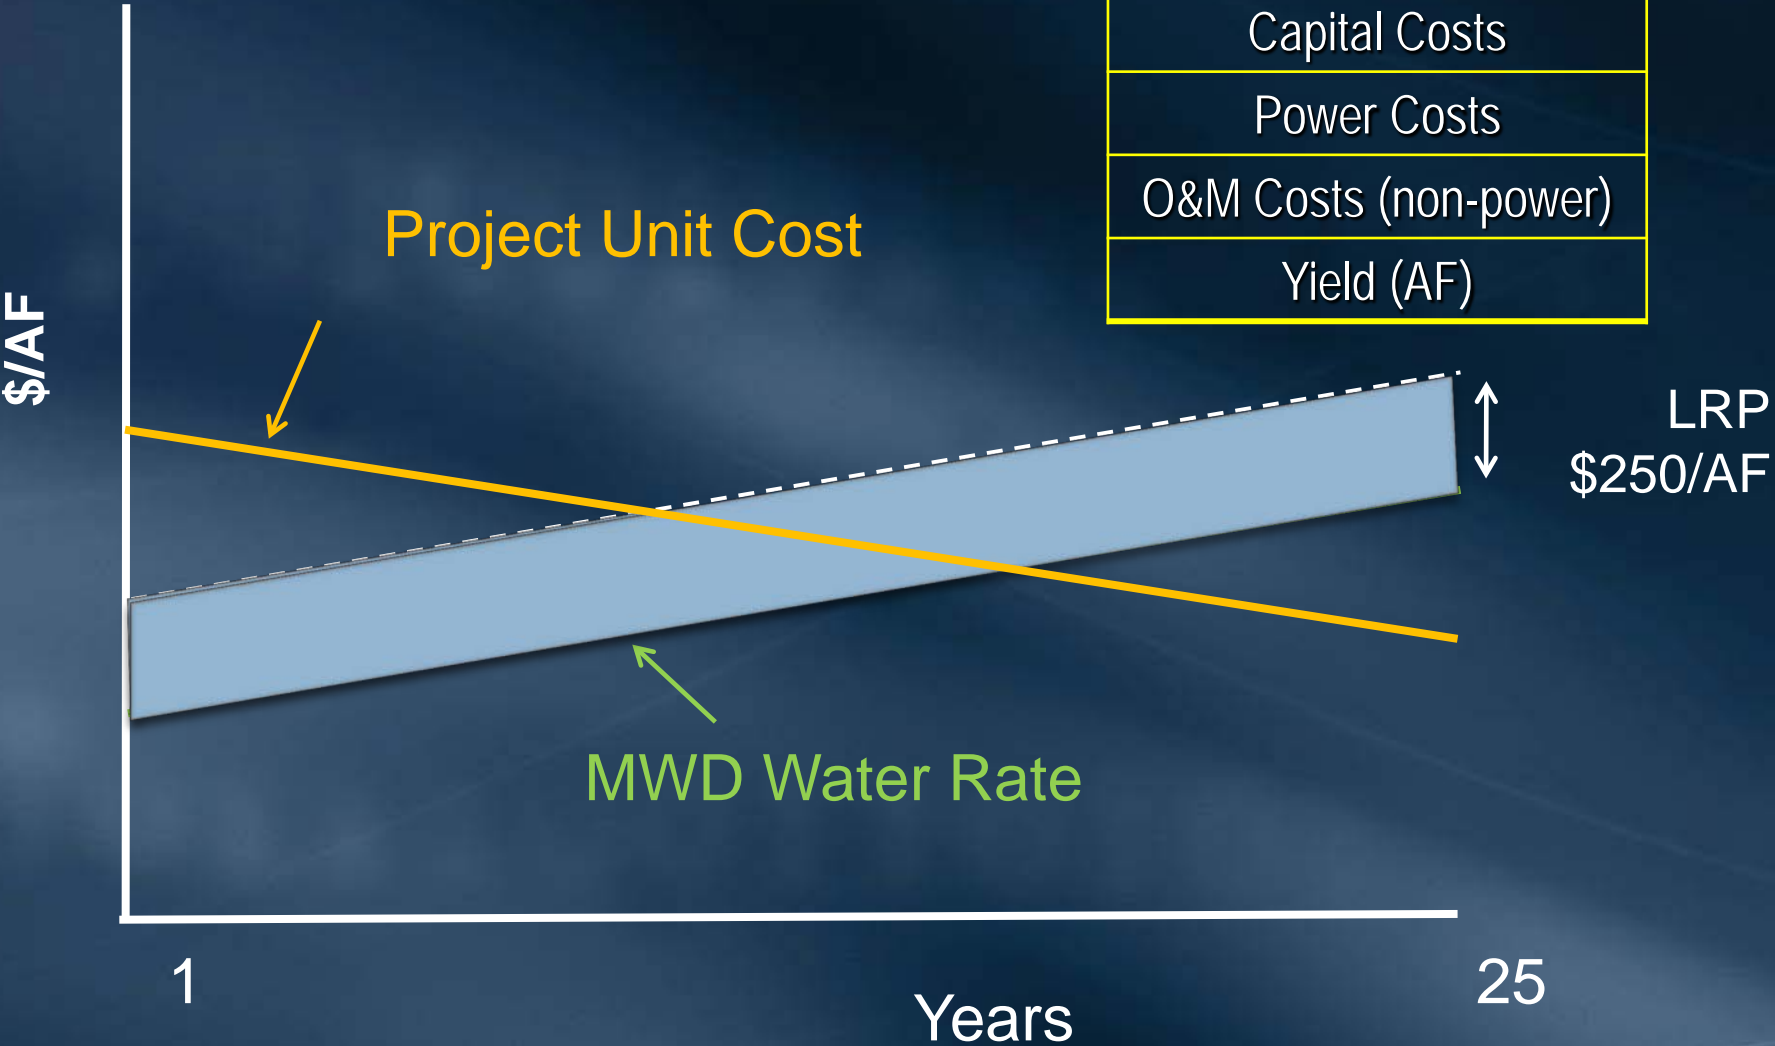 Capital Costs
Power Costs
O&M Costs (non-power)
Yield (AF)
Project Unit Cost
$/AF
LRP
$250/AF
MWD Water Rate
1
25
Years